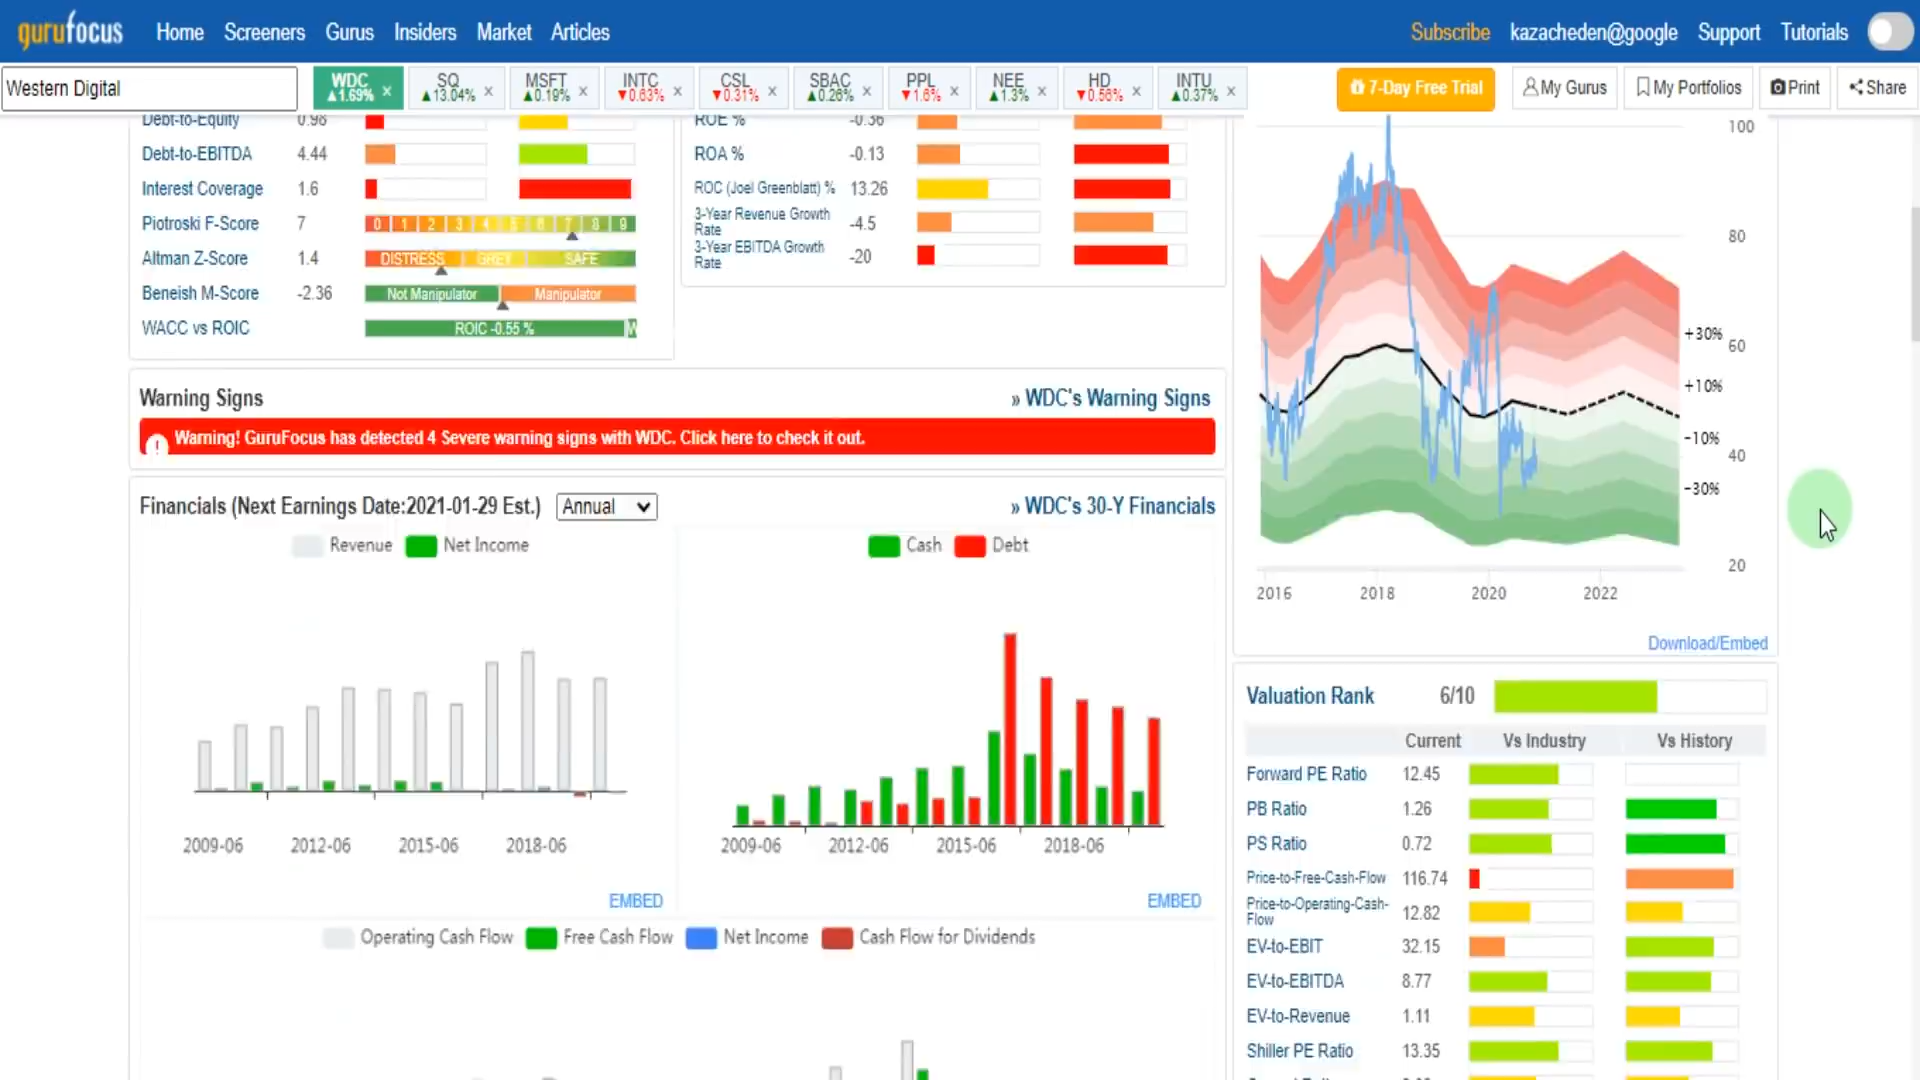 gurufocus Home Screeners Gurus Insiders Market Articles Subscribe kazacheden@google Support Tutorials
Western Digital
WDC ▲1.69% ×
SQ ▲13.04% ×
MSFT ▲0.19% ×
INTC ▼0.63% ×
CSL ▼0.31% ×
SBAC ▲0.26% ×
PPL ▼1.6% ×
NEE ▲1.3% ×
HD ▼0.56% ×
INTU ▲0.37% ×
7-Day Free Trial My Gurus My Portfolios Print Share
Debt-to-Equity 0.98
Debt-to-EBITDA 4.44
Interest Coverage 1.6
Piotroski F-Score 7 0 1 2 3 4 5 6 7 8 9
Altman Z-Score 1.4 DISTRESS GREY SAFE
Beneish M-Score -2.36 Not Manipulator Manipulator
WACC vs ROIC ROIC -0.55 % W
ROE % -0.36
ROA % -0.13
ROC (Joel Greenblatt) % 13.26
3-Year Revenue Growth Rate -4.5
3-Year EBITDA Growth Rate -20
Warning Signs » WDC's Warning Signs
Warning! GuruFocus has detected 4 Severe warning signs with WDC. Click here to check it out.
Financials (Next Earnings Date:2021-01-29 Est.) Annual » WDC's 30-Y Financials
Revenue Net Income
2009-06 2012-06 2015-06 2018-06
EMBED
Cash Debt
2009-06 2012-06 2015-06 2018-06
EMBED
Operating Cash Flow Free Cash Flow Net Income Cash Flow for Dividends
100
80
+30% 60
+10%
-10%
40
-30%
20
2016 2018 2020 2022
Download/Embed
Valuation Rank 6/10
Current Vs Industry Vs History
Forward PE Ratio 12.45
PB Ratio 1.26
PS Ratio 0.72
Price-to-Free-Cash-Flow 116.74
Price-to-Operating-Cash-
Flow 12.82
EV-to-EBIT 32.15
EV-to-EBITDA 8.77
EV-to-Revenue 1.11
Shiller PE Ratio 13.35